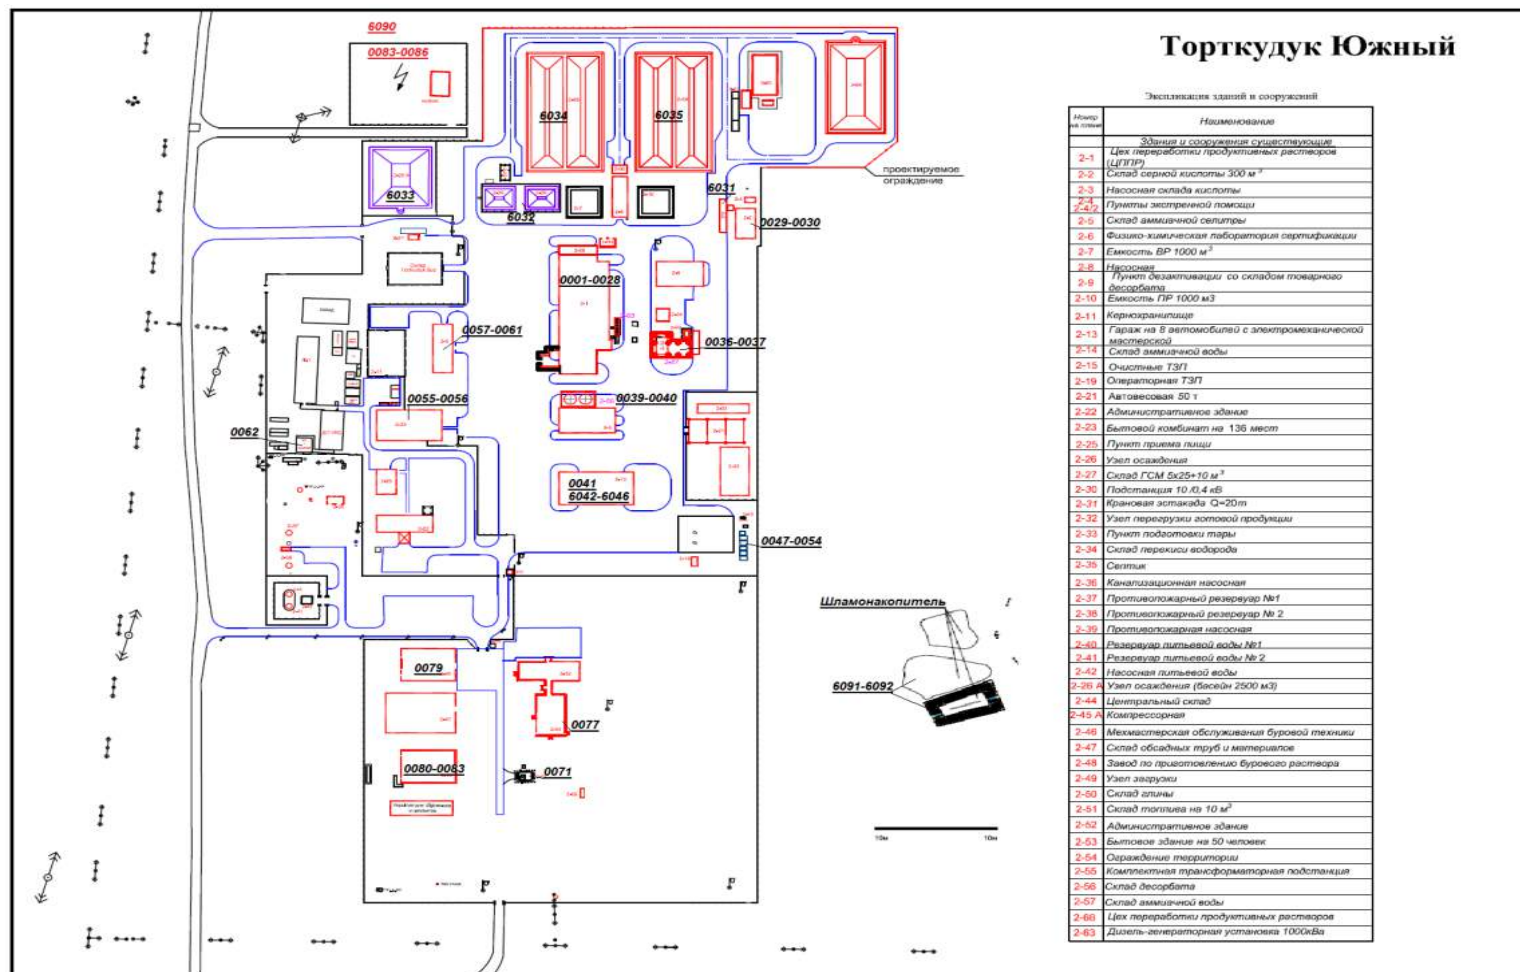 Торткудук Южный
6090
0083-0086
6034
6035
6033
6032
6031
0029-0030
проектируемое
ограждение
0001-0028
0057-0061
2-63
0036-0037
0055-0056
0039-0040
0062
0041
6042-6046
0047-0054
Шламонакопитель
6091-6092
0079
0077
0080-0083
0071
10м
10м
Экспликация зданий и сооружений
Номер на плане
Наименование
Здания и сооружения существующие
2-1 Цех переработки продуктивных растворов (ЦППР)
2-2 Склад серной кислоты 300 м³
2-3 Насосная склада кислоты
2-4 2-4/2 Пункты экстренной помощи
2-5 Склад аммиачной селитры
2-6 Физико-химическая лаборатория сертификации
2-7 Емкость ВР 1000 м³
2-8 Насосная
2-9 Пункт дезактивации со складом товарного десорбата
2-10 Емкость ПР 1000 м3
2-11 Кернохранилище
2-13 Гараж на 8 автомобилей с электромеханической мастерской
2-14 Склад аммиачной воды
2-15 Очистные ТЗП
2-19 Операторная ТЗП
2-21 Автовесовая 50 т
2-22 Административное здание
2-23 Бытовой комбинат на 136 мест
2-25 Пункт приема пищи
2-26 Узел осаждения
2-27 Склад ГСМ 5х25+10 м³
2-30 Подстанция 10 /0,4 кВ
2-31 Крановая эстакада Q=20т
2-32 Узел перегрузки готовой продукции
2-33 Пункт подготовки тары
2-34 Склад перекиси водорода
2-35 Септик
2-36 Канализационная насосная
2-37 Противопожарный резервуар №1
2-38 Противопожарный резервуар № 2
2-39 Противопожарная насосная
2-40 Резервуар питьевой воды №1
2-41 Резервуар питьевой воды № 2
2-42 Насосная питьевой воды
2-26 А Узел осаждения (басейн 2500 м3)
2-44 Центральный склад
2-45 А Компрессорная
2-46 Мехмастерская обслуживания буровой техники
2-47 Склад обсадных труб и материалов
2-48 Завод по приготовлению бурового раствора
2-49 Узел загрузки
2-50 Склад глины
2-51 Склад топлива на 10 м³
2-52 Административное здание
2-53 Бытовое здание на 50 человек
2-54 Ограждение территории
2-55 Комплектная трансформаторная подстанция
2-56 Склад десорбата
2-57 Склад аммиачной воды
2-66 Цех переработки продуктивных растворов
2-63 Дизель-генераторная установка 1000кВа